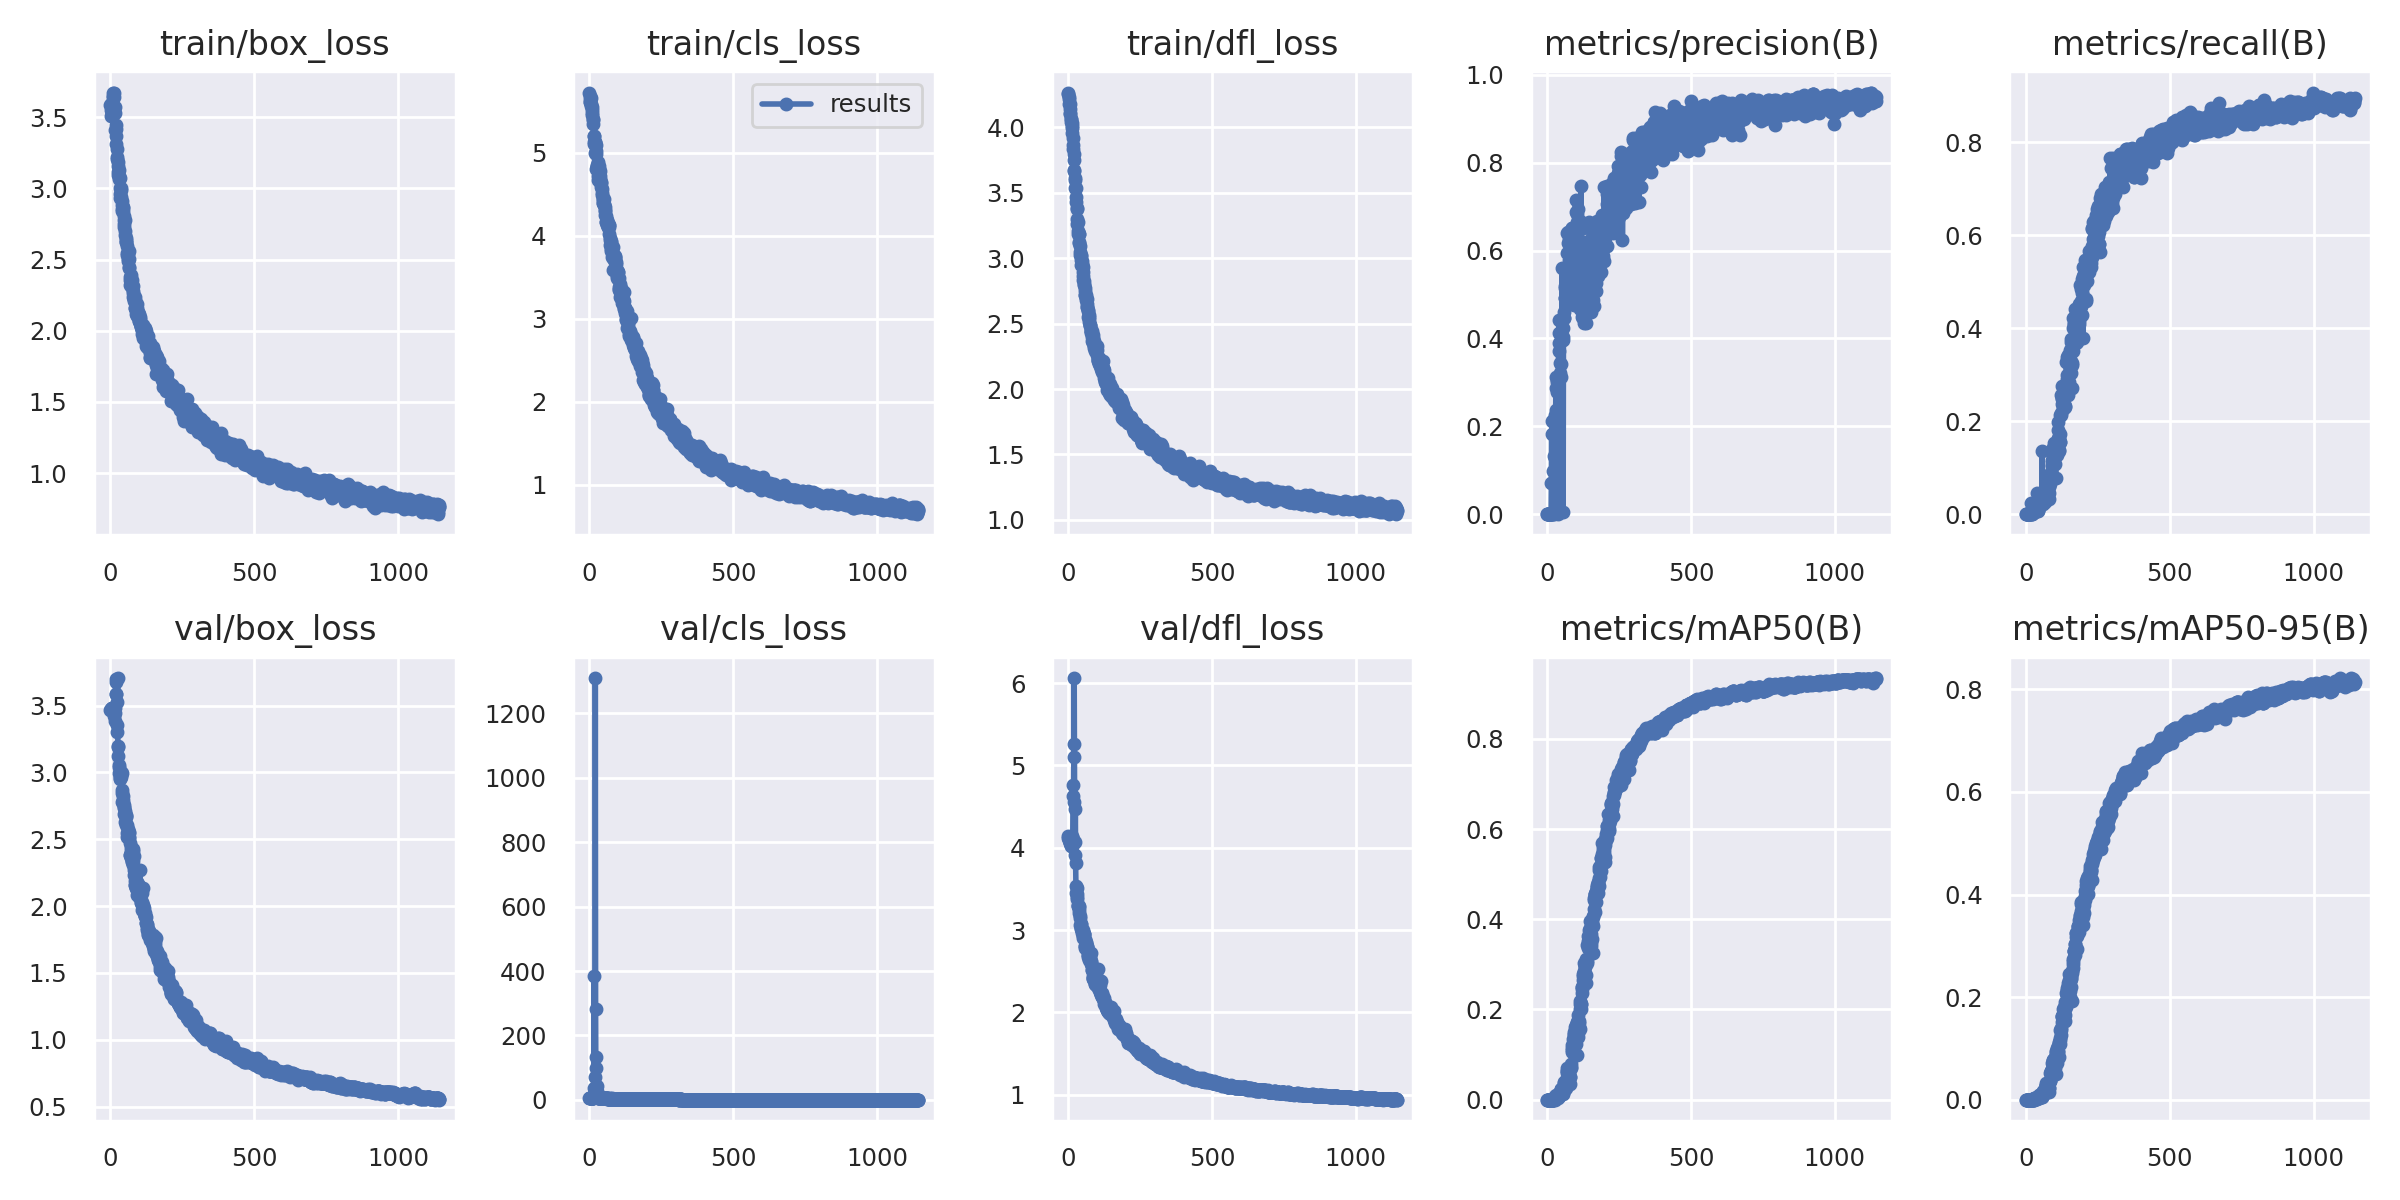 train/box_loss
train/cls_loss
train/dfl_loss
metrics/precision(B)
metrics/recall(B)
results
3.5
3.0
2.5
2.0
1.5
1.0
0 500 1000
5
4
3
2
1
0 500 1000
4.0
3.5
3.0
2.5
2.0
1.5
1.0
0 500 1000
1.0
0.8
0.6
0.4
0.2
0.0
0 500 1000
0.8
0.6
0.4
0.2
0.0
0 500 1000
val/box_loss
val/cls_loss
val/dfl_loss
metrics/mAP50(B)
metrics/mAP50-95(B)
3.5
3.0
2.5
2.0
1.5
1.0
0.5
0 500 1000
1200
1000
800
600
400
200
0
0 500 1000
6
5
4
3
2
1
0 500 1000
0.8
0.6
0.4
0.2
0.0
0 500 1000
0.8
0.6
0.4
0.2
0.0
0 500 1000